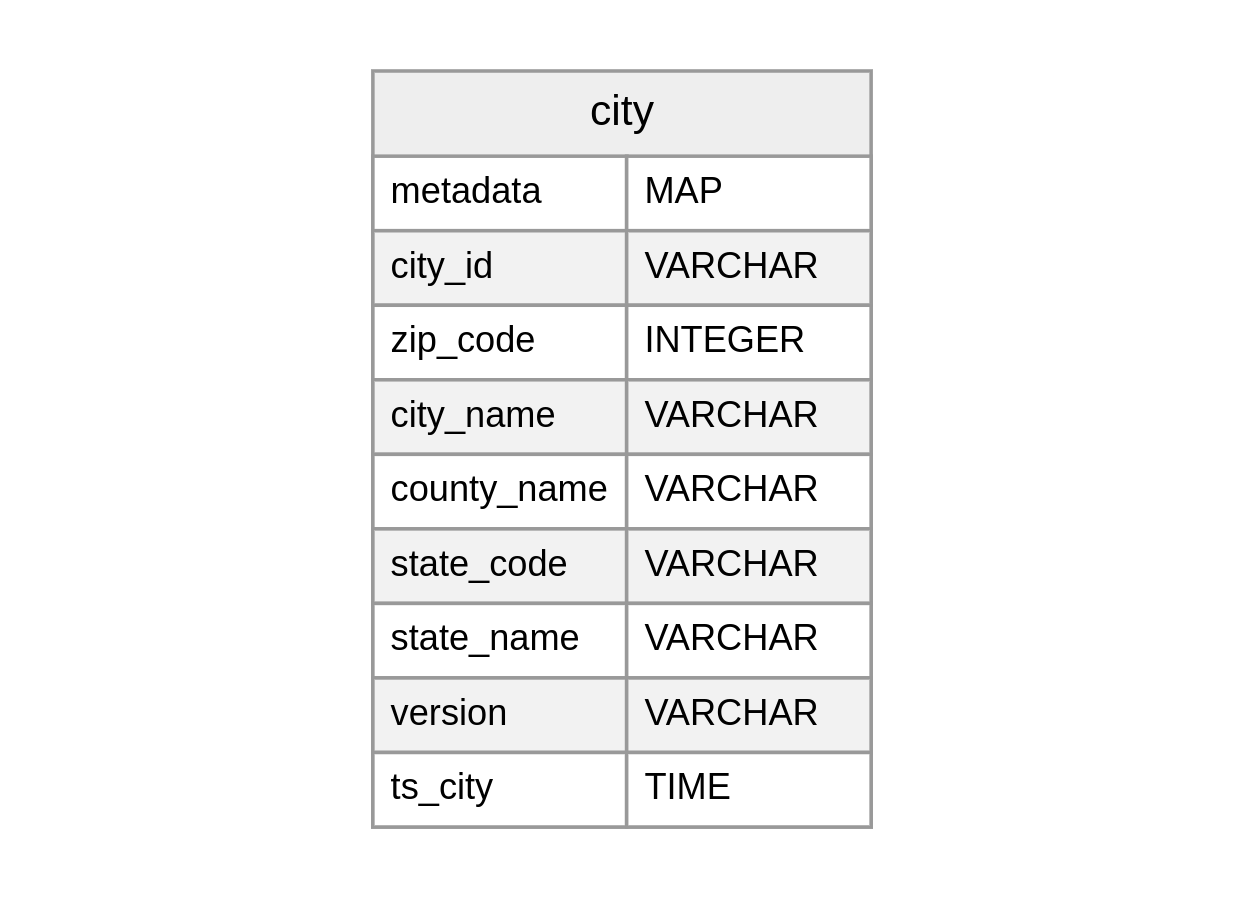 city
metadata MAP
city_id VARCHAR
zip_code INTEGER
city_name VARCHAR
county_name VARCHAR
state_code VARCHAR
state_name VARCHAR
version VARCHAR
ts_city TIME